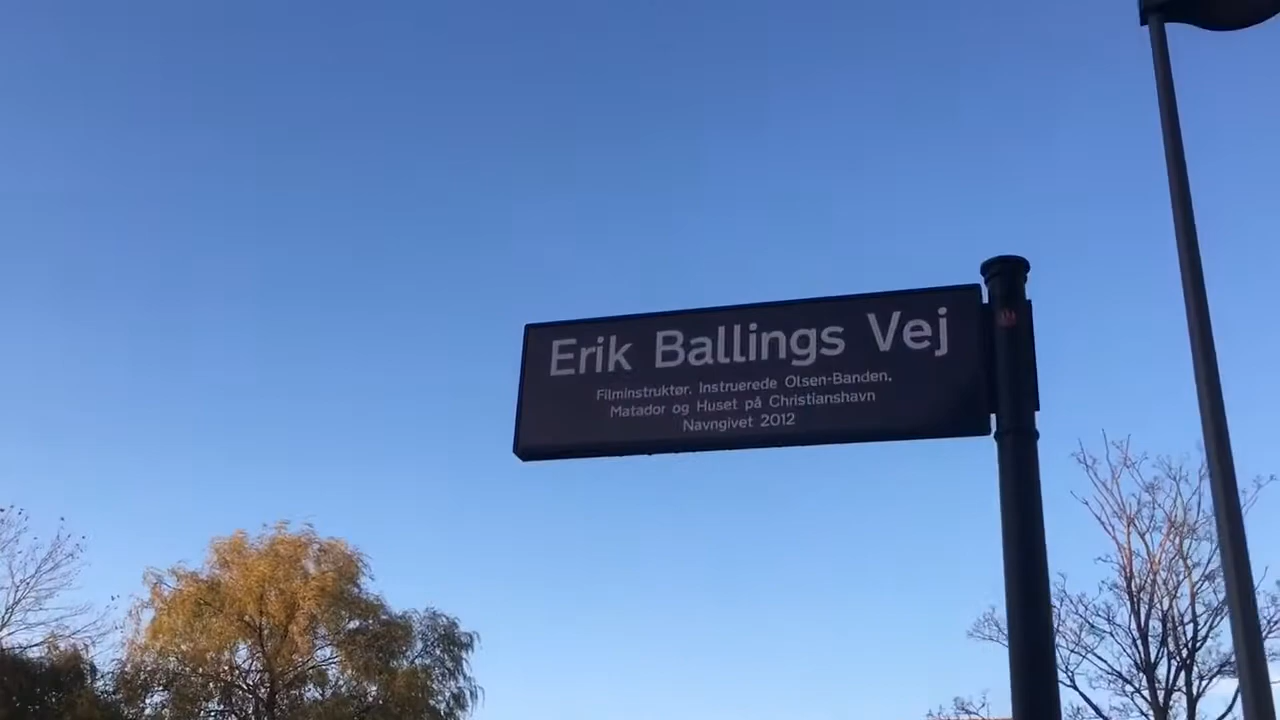 Erik Ballings Vej
Filminstruktør. Instruerede Olsen-Banden,
Matador og Huset på Christianshavn
Navngivet 2012